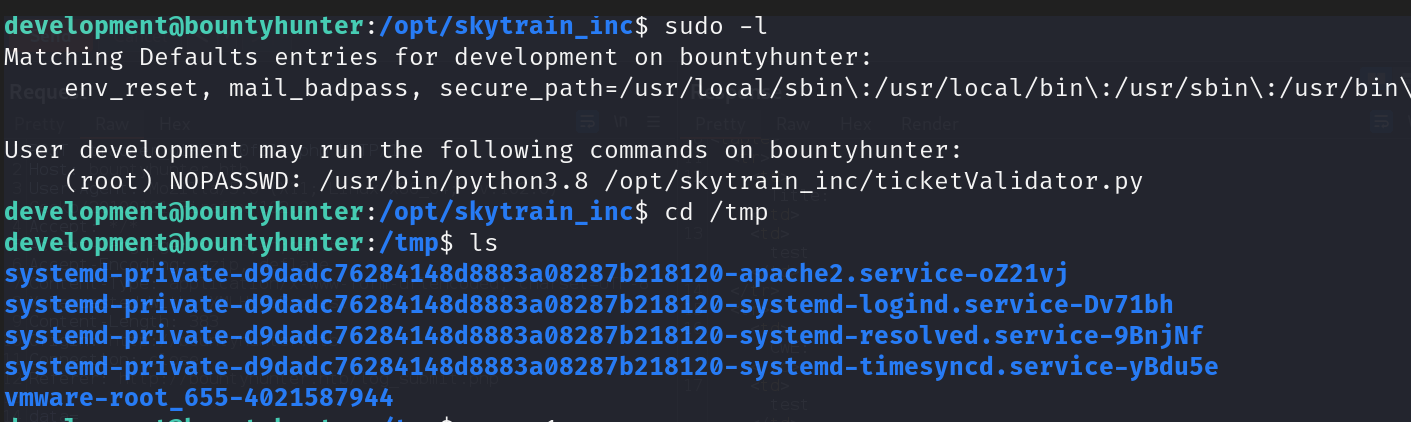 development@bountyhunter:/opt/skytrain_inc$ sudo -l
Matching Defaults entries for development on bountyhunter:
    env_reset, mail_badpass, secure_path=/usr/local/sbin\:/usr/local/bin\:/usr/sbin\:/usr/bin\
User development may run the following commands on bountyhunter:
    (root) NOPASSWD: /usr/bin/python3.8 /opt/skytrain_inc/ticketValidator.py
development@bountyhunter:/opt/skytrain_inc$ cd /tmp
development@bountyhunter:/tmp$ ls
systemd-private-d9dadc76284148d8883a08287b218120-apache2.service-oZ21vj
systemd-private-d9dadc76284148d8883a08287b218120-systemd-logind.service-Dv71bh
systemd-private-d9dadc76284148d8883a08287b218120-systemd-resolved.service-9BnjNf
systemd-private-d9dadc76284148d8883a08287b218120-systemd-timesyncd.service-yBdu5e
vmware-root_655-4021587944